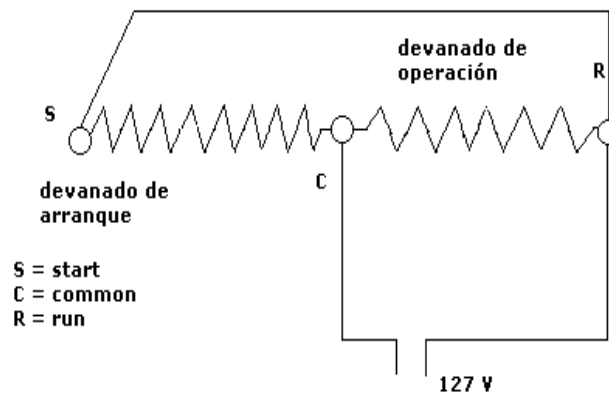 devanado de
operación
R
S
C
devanado de
arranque
S = start
C = common
R = run
127 V